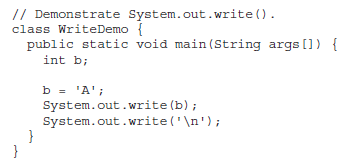 // Demonstrate System.out.write().
class WriteDemo {
  public static void main(String args[]) {
    int b;

    b = 'A';
    System.out.write(b);
    System.out.write('\n');
  }
}